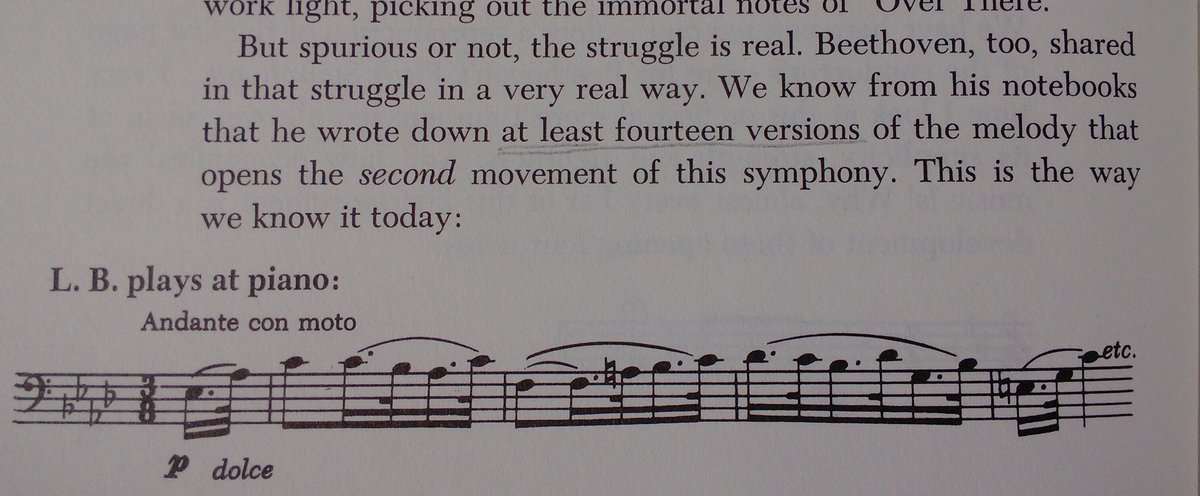 work light, picking out the immortal notes of "Over There."
But spurious or not, the struggle is real. Beethoven, too, shared
in that struggle in a very real way. We know from his notebooks
that he wrote down at least fourteen versions of the melody that
opens the second movement of this symphony. This is the way
we know it today:
L. B. plays at piano:
Andante con moto
etc.
3
8
p dolce